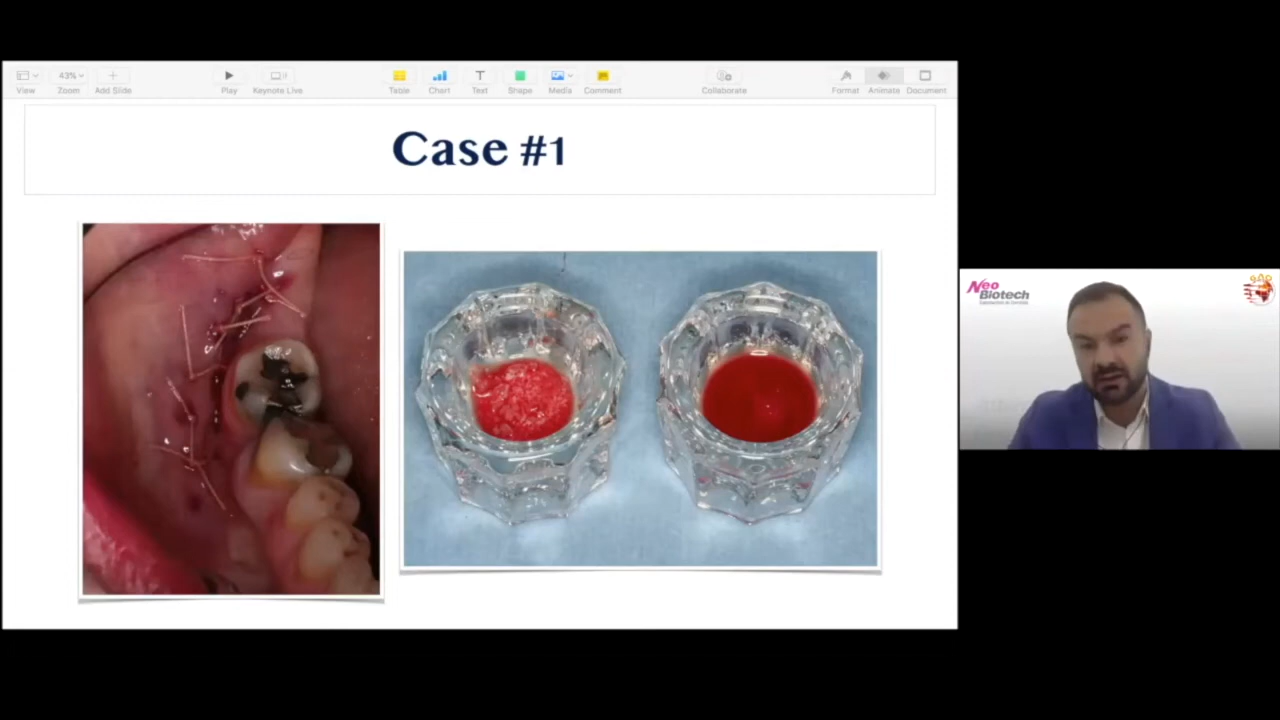 View
43%
Zoom
Add Slide
Play
Keynote Live
Table
Chart
Text
Shape
Media
Comment
Collaborate
Format
Animate
Document
Case #1
Neo
Biotech